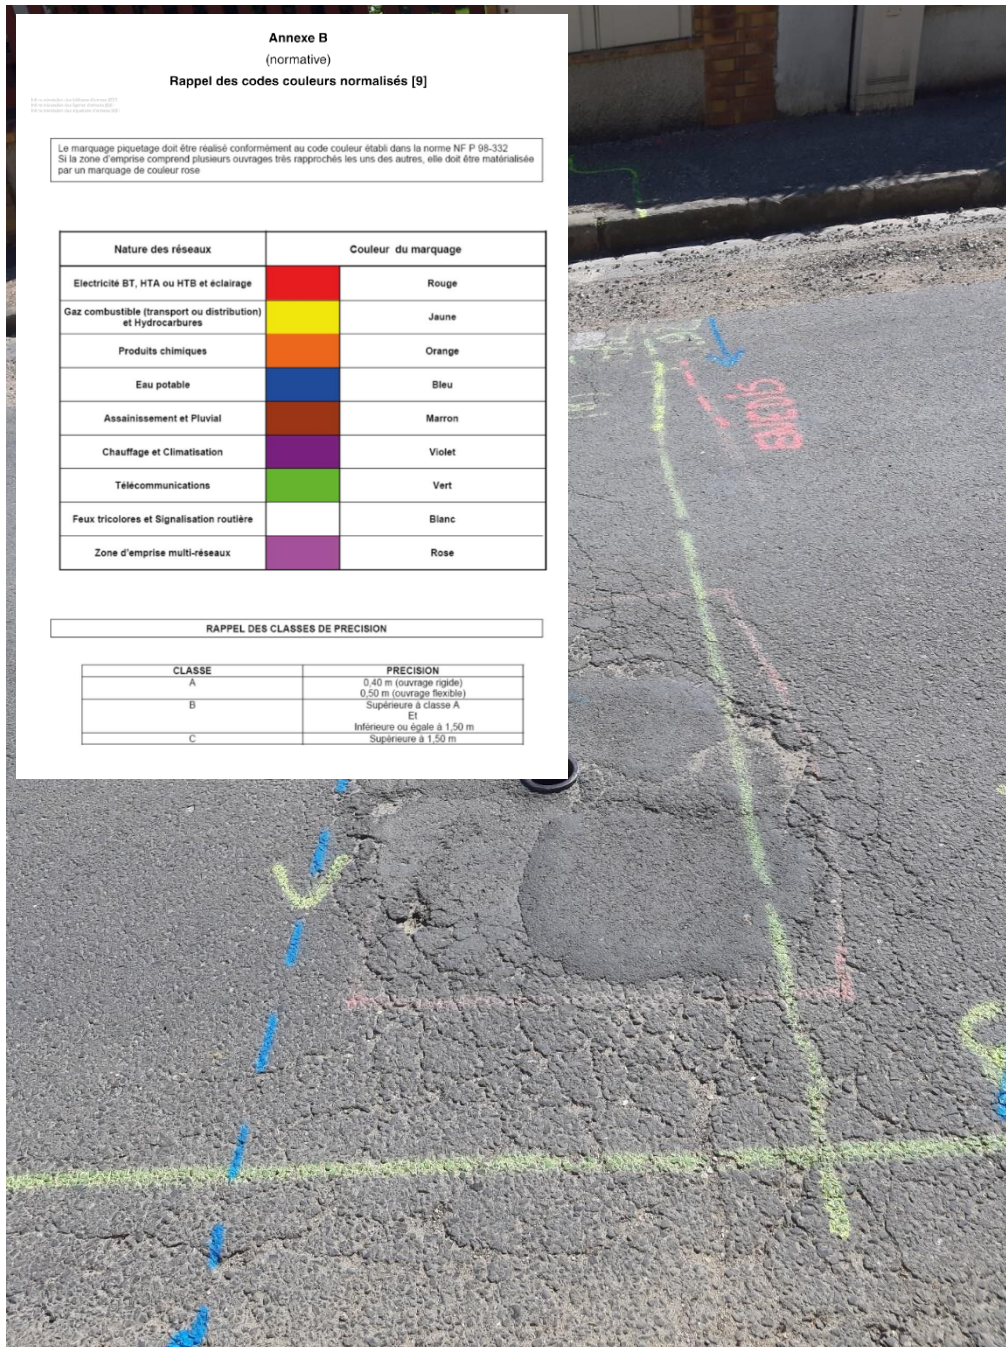 Annexe B
(normative)
Rappel des codes couleurs normalisés [9]
Le marquage piquetage doit être réalisé conformément au code couleur établi dans la norme NF P 98-332
Si la zone d'emprise comprend plusieurs ouvrages très rapprochés les uns des autres, elle doit être matérialisée
par un marquage de couleur rose
Nature des réseaux Couleur du marquage
Electricité BT, HTA ou HTB et éclairage Rouge
Gaz combustible (transport ou distribution)
et Hydrocarbures Jaune
Produits chimiques Orange
Eau potable Bleu
Assainissement et Pluvial Marron
Chauffage et Climatisation Violet
Télécommunications Vert
Feux tricolores et Signalisation routière Blanc
Zone d'emprise multi-réseaux Rose
RAPPEL DES CLASSES DE PRECISION
CLASSE PRECISION
A 0,40 m (ouvrage rigide)
0,50 m (ouvrage flexible)
B Supérieure à classe A
Et
Inférieure ou égale à 1,50 m
C Supérieure à 1,50 m